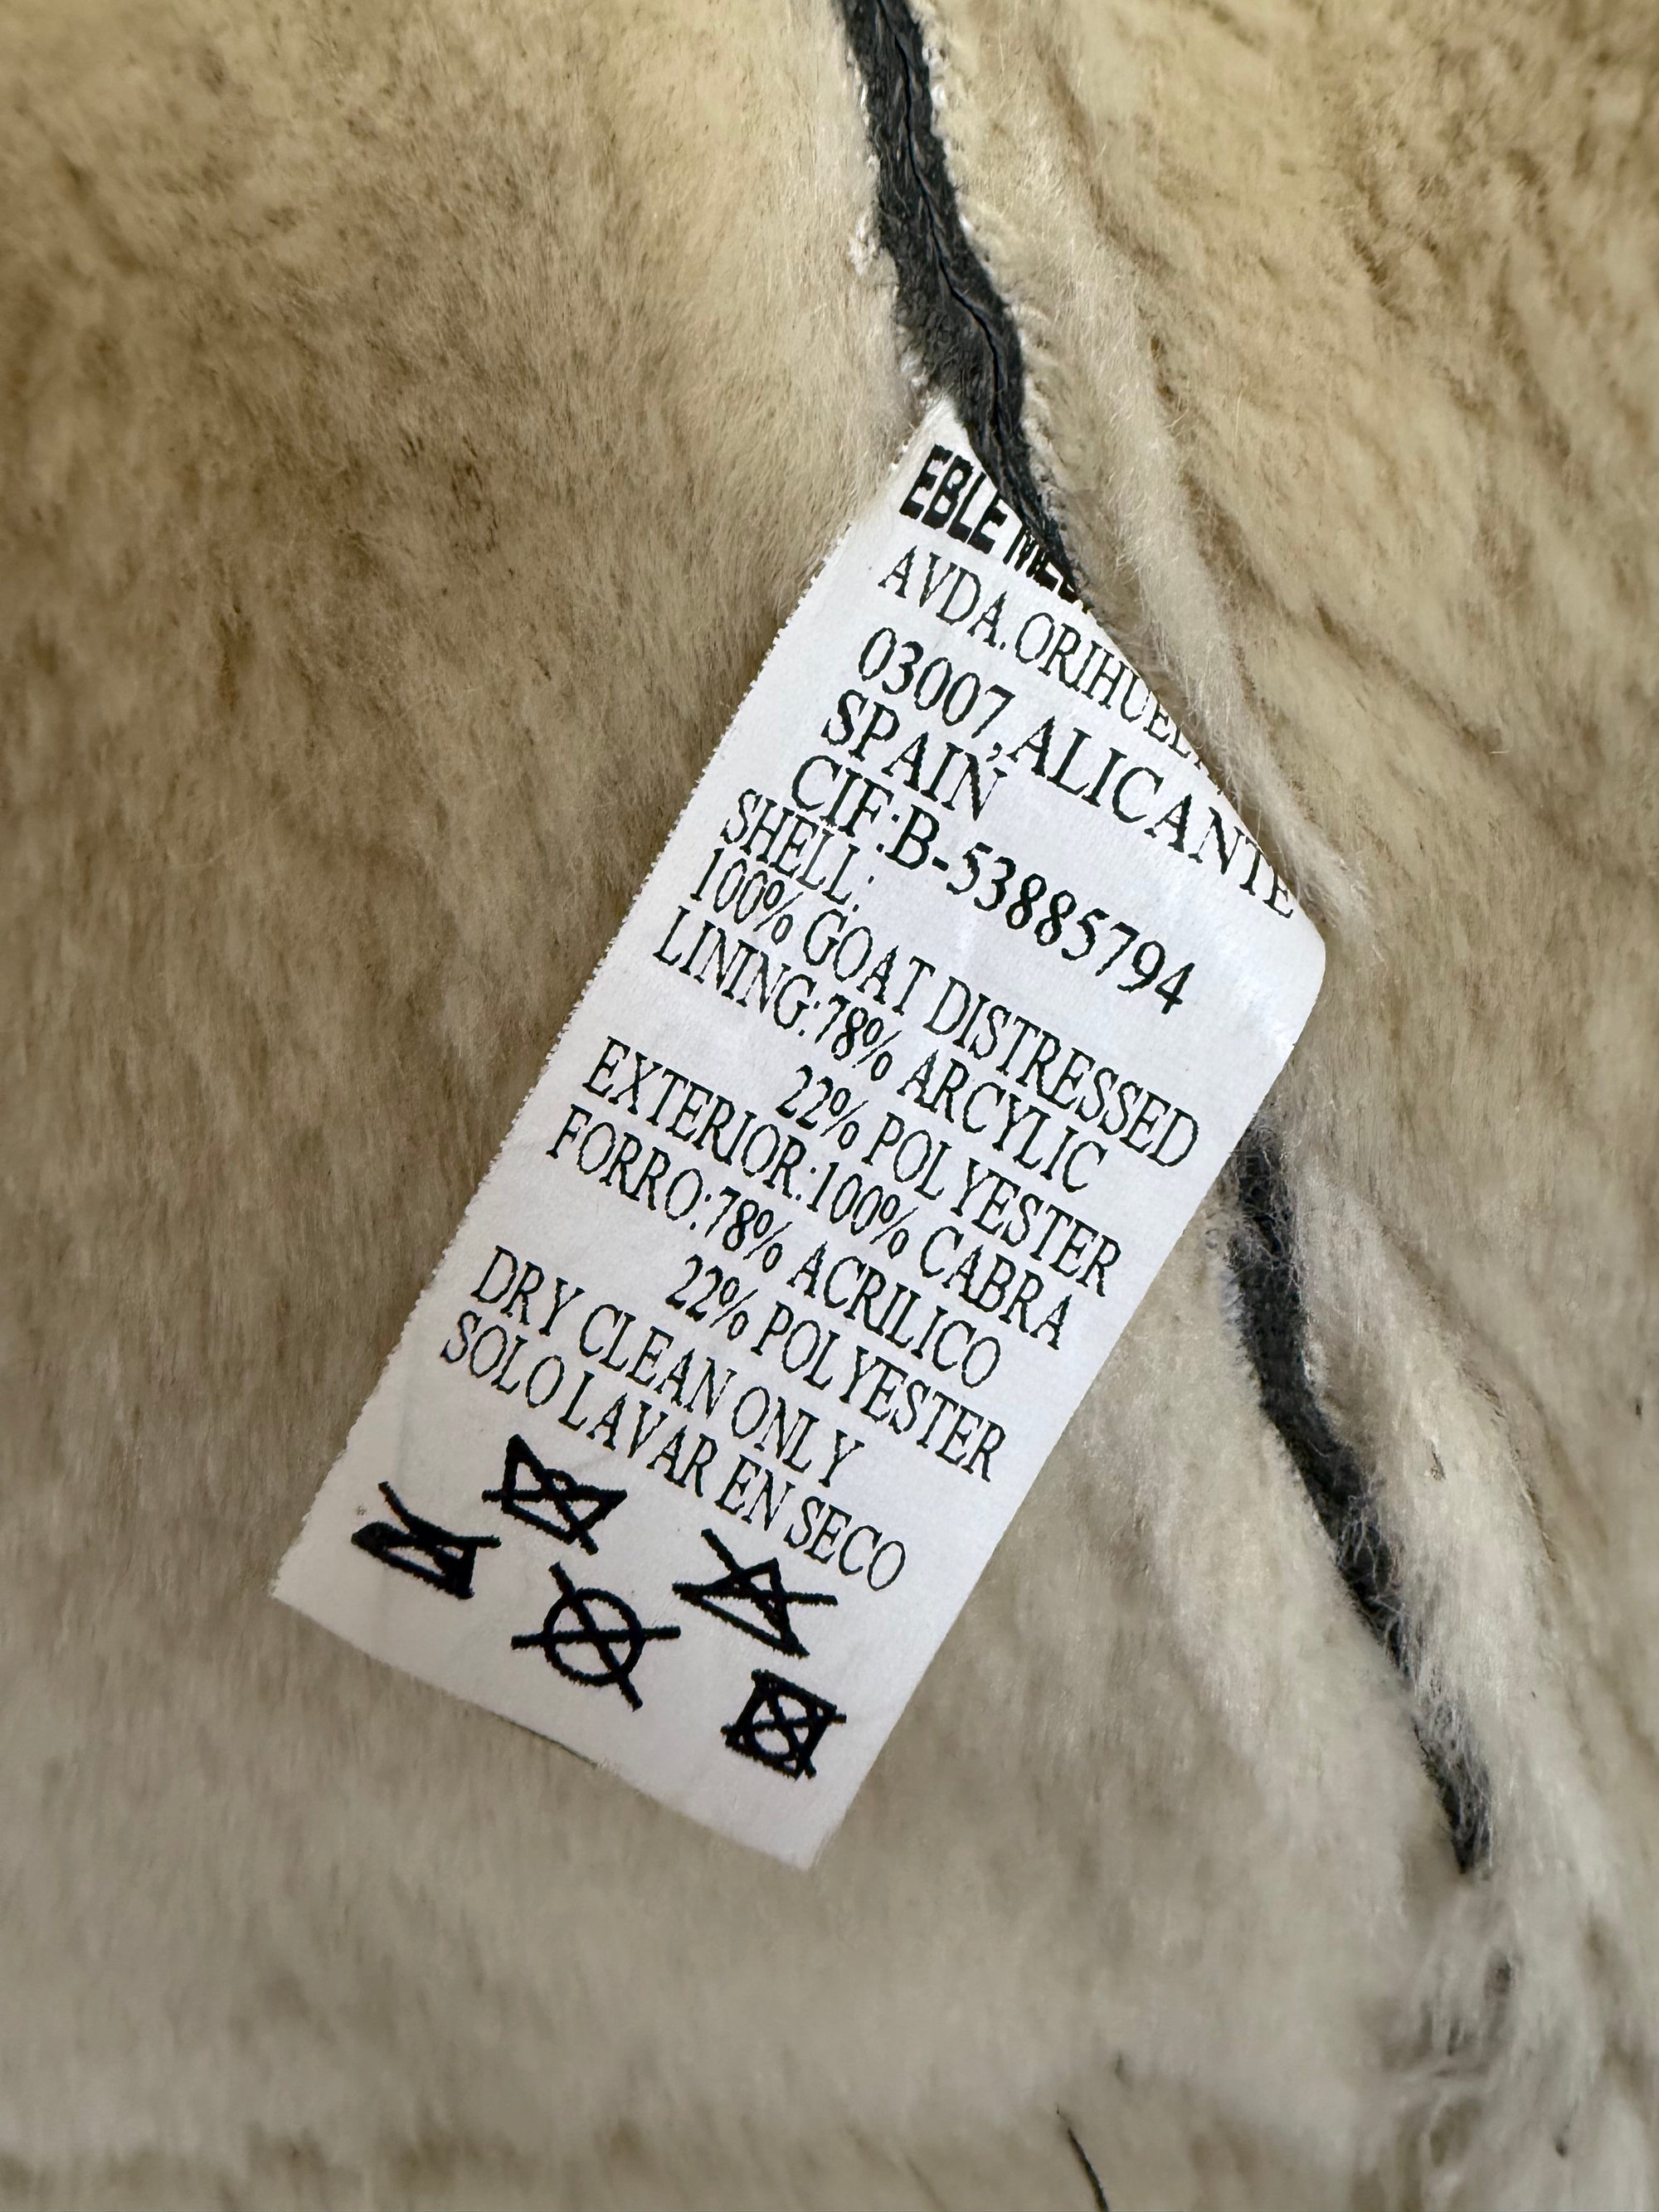 EBLE
AVDA.ORIHUEL
03007,ALICANTE
SPAIN
CIF:B-53885794
SHELL:
100% GOAT DISTRESSED
LINING:78% ARCYLIC
22% POLYESTER
EXTERIOR:100% CABRA
FORRO:78% ACRILICO
22% POLYESTER
DRY CLEAN ONLY
SOLO LAVAR EN SECO